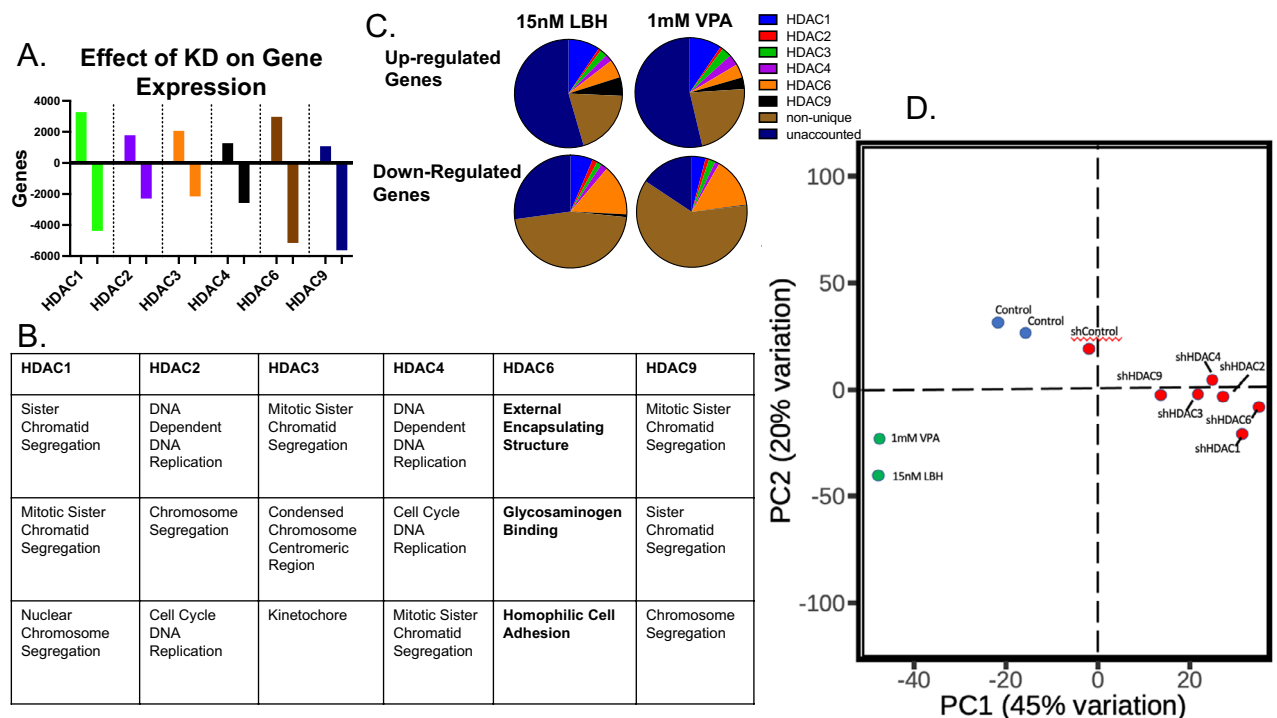 A.
Effect of KD on Gene
Expression
Genes
4000
2000
0
-2000
-4000
-6000
HDAC1
HDAC2
HDAC3
HDAC4
HDAC6
HDAC9
C.
15nM LBH
1mM VPA
Up-regulated
Genes
Down-Regulated
Genes
HDAC1
HDAC2
HDAC3
HDAC4
HDAC6
HDAC9
non-unique
unaccounted
B.
HDAC1
HDAC2
HDAC3
HDAC4
HDAC6
HDAC9
Sister
Chromatid
Segregation
DNA
Dependent
DNA
Replication
Mitotic Sister
Chromatid
Segregation
DNA
Dependent
DNA
Replication
External
Encapsulating
Structure
Mitotic Sister
Chromatid
Segregation
Mitotic Sister
Chromatid
Segregation
Chromosome
Segregation
Condensed
Chromosome
Centromeric
Region
Cell Cycle
DNA
Replication
Glycosaminogen
Binding
Sister
Chromatid
Segregation
Nuclear
Chromosome
Segregation
Cell Cycle
DNA
Replication
Kinetochore
Mitotic Sister
Chromatid
Segregation
Homophilic Cell
Adhesion
Chromosome
Segregation
D.
PC2 (20% variation)
100
50
0
-50
-100
Control
Control
shControl
shHDAC4
shHDAC2
shHDAC9
shHDAC3
shHDAC6
shHDAC1
1mM VPA
15nM LBH
-40
-20
0
20
PC1 (45% variation)